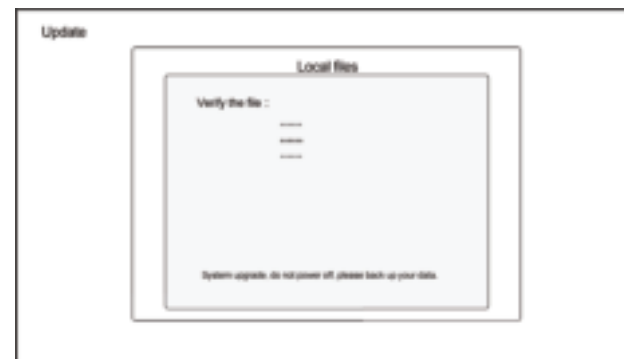 Update
Local files
Verify the file :
-----
-----
-----
System upgrade, do not power off, please back up your data.